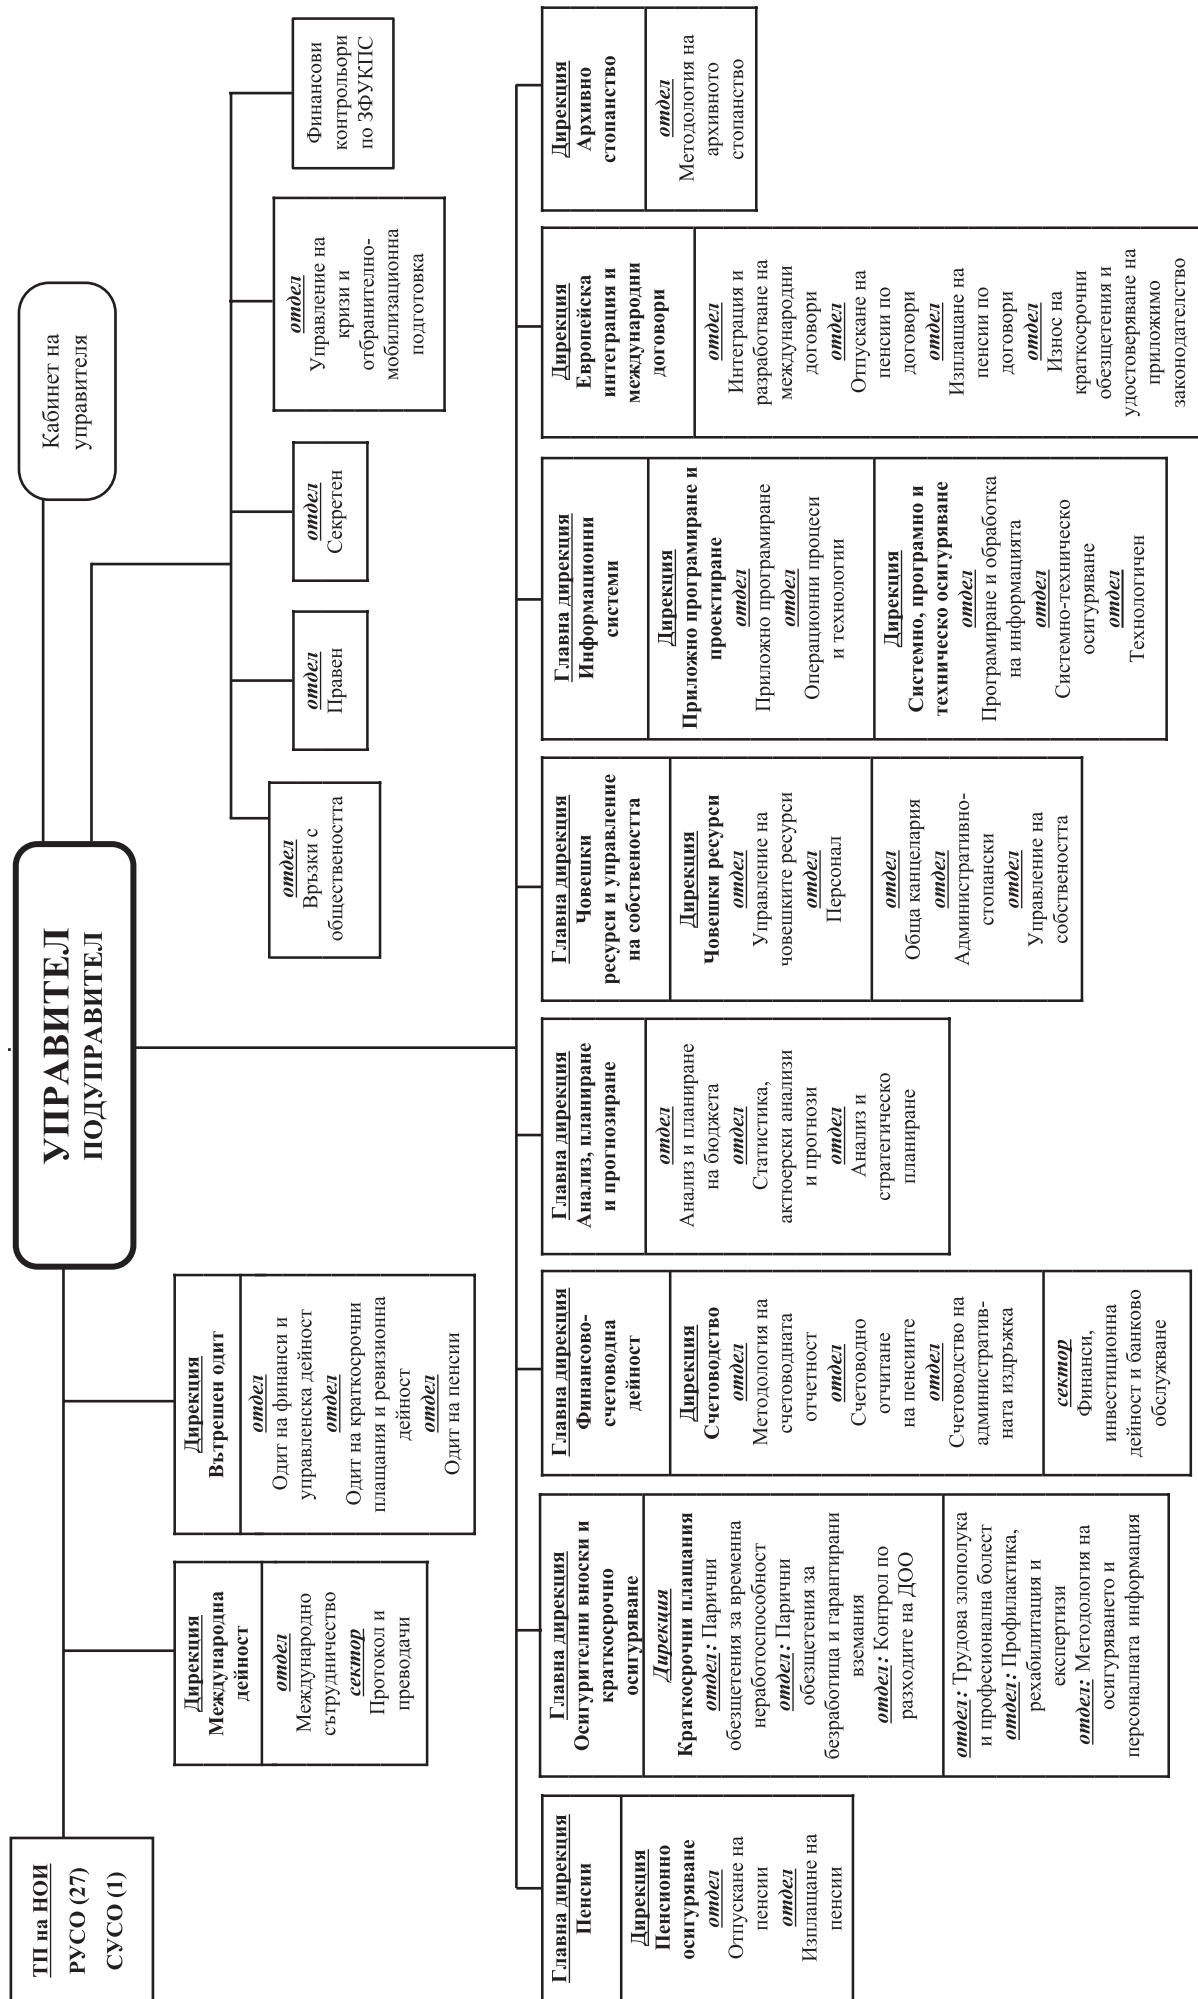 УПРАВИТЕЛ
ПОДУПРАВИТЕЛ
Кабинет на
управителя
ТП на НОИ
РУСО (27)
СУСО (1)
Дирекция
Международна
дейност
отдел
Международно
сътрудничество
сектор
Протокол и
преводачи
Дирекция
Вътрешен одит
отдел
Одит на финанси и
управленска дейност
отдел
Одит на краткосрочни
плащания и ревизионна
дейност
отдел
Одит на пенсии
отдел
Връзки с
обществеността
отдел
Правен
отдел
Секретен
отдел
Управление на
кризи и
отбранително-
мобилизационна
подготовка
Финансови
контрольори
по ЗФУКПС
Главна дирекция
Пенсии
Дирекция
Пенсионно
осигуряване
отдел
Отпускане на
пенсии
отдел
Изплащане на
пенсии
Главна дирекция
Осигурителни вноски и
краткосрочно
осигуряване
Дирекция
Краткосрочни плащания
отдел: Парични
обезщетения за временна
неработоспособност
отдел: Парични
обезщетения за
безработица и гарантирани
вземания
отдел: Контрол по
разходите на ДОО
отдел: Трудова злополука
и професионална болест
отдел: Профилактика,
рехабилитация и
експертизи
отдел: Методология на
осигуряването и
персоналната информация
Главна дирекция
Финансово-
счетоводна
дейност
Дирекция
Счетоводство
отдел
Методология на
счетоводната
отчетност
отдел
Счетоводно
отчитане
на пенсиите
отдел
Счетоводство на
административ-
ната издръжка
сектор
Финанси,
инвестиционна
дейност и банково
обслужване
Главна дирекция
Анализ, планиране
и прогнозиране
отдел
Анализ и планиране
на бюджета
отдел
Статистика,
актюерски анализи
и прогнози
отдел
Анализ и
стратегическо
планиране
Главна дирекция
Човешки
ресурси и управление
на собствеността
Дирекция
Човешки ресурси
отдел
Управление на
човешките ресурси
отдел
Персонал
отдел
Обща канцелария
отдел
Административно-
стопански
отдел
Управление на
собствеността
Главна дирекция
Информационни
системи
Дирекция
Приложно програмиране и
проектиране
отдел
Приложно програмиране
отдел
Операционни процеси
и технологии
Дирекция
Системно, програмно и
техническо осигуряване
отдел
Програмиране и обработка
на информацията
отдел
Системно-техническо
осигуряване
отдел
Технологичен
Дирекция
Европейска
интеграция и
международни
договори
отдел
Интеграция и
разработване на
международни
договори
отдел
Отпускане на
пенсии по
договори
отдел
Изплащане на
пенсии по
договори
отдел
Износ на
краткосрочни
обезщетения и
удостоверяване на
приложимо
законодателство
Дирекция
Архивно
стопанство
отдел
Методология на
архивното
стопанство